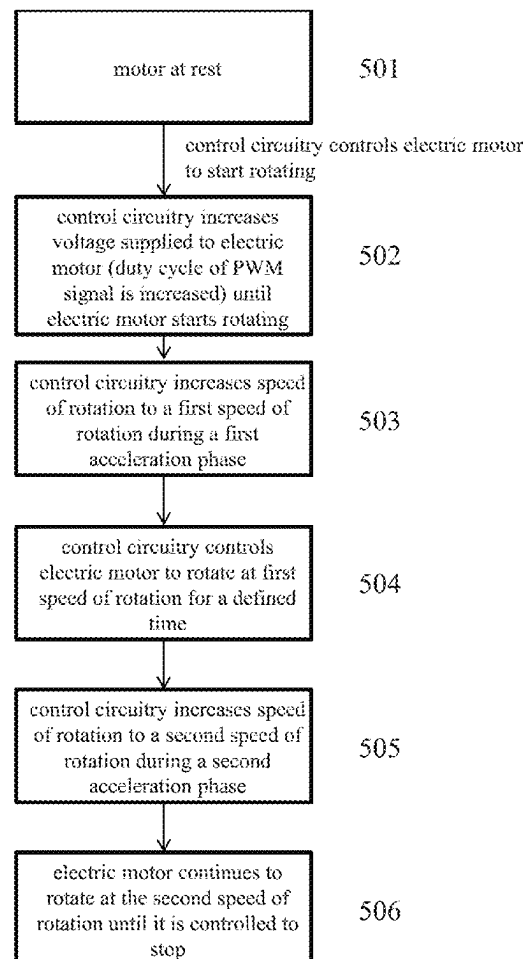 motor at rest
501
control circuitry controls electric motor
to start rotating
control circuitry increases
voltage supplied to electric
motor (duty cycle of PWM
signal is increased) until
electric motor starts rotating
502
control circuitry increases speed
of rotation to a first speed of
rotation during a first
acceleration phase
503
control circuitry controls
electric motor to rotate at first
speed of rotation for a defined
time
504
control circuitry increases speed
of rotation to a second speed of
rotation during a second
acceleration phase
505
electric motor continues to
rotate at the second speed of
rotation until it is controlled to
stop
506